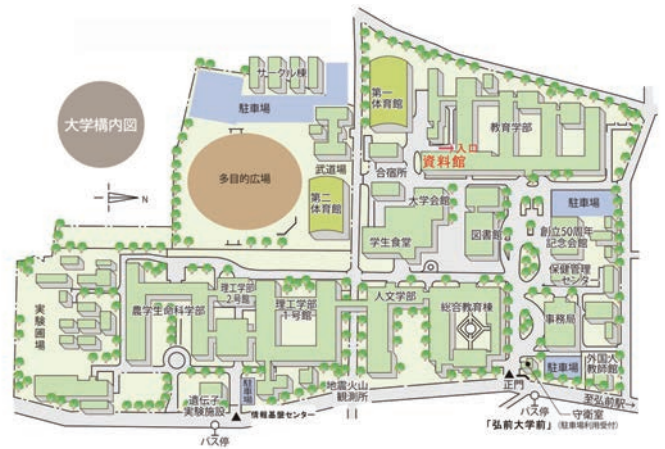 サークル棟
駐車場
大学構内図
N
多目的広場
武道場
第二
体育館
第一
体育館
教育学部
入口
資料館
合宿所
大学会館
学生食堂
図書館
駐車場
創立50周年
記念会館
保健管理
センター
実験圃場
農学生命科学部
理工学部
2号館
理工学部
1号館
人文学部
総合教育棟
事務局
外国人
教師館
駐車場
正門
守衛室
(駐車場利用受付)
至弘前駅
バス停
「弘前大学前」
地震火山
観測所
駐車場
情報基盤センター
遺伝子
実験施設
バス停